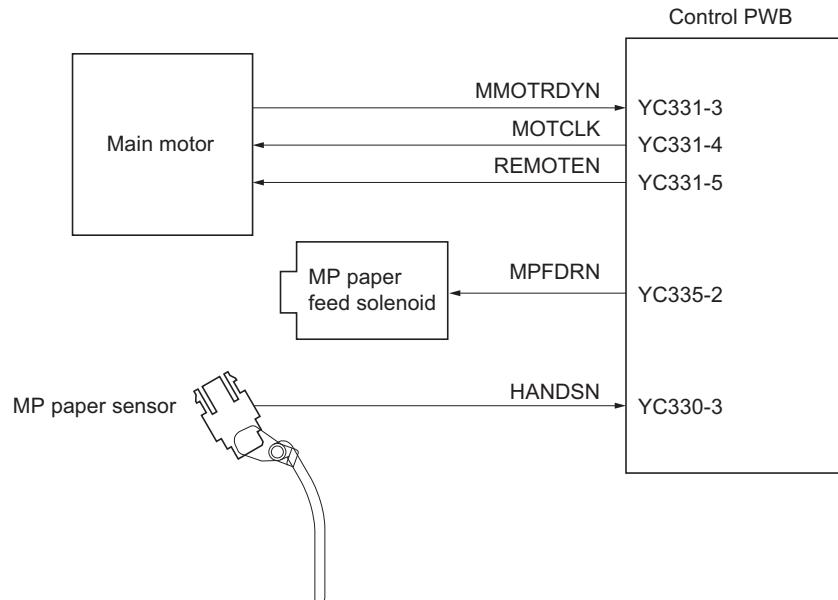 Control PWB
MMOTRDYN
YC331-3
Main motor
MOTCLK
YC331-4
REMOTEN
YC331-5
MP paper
feed solenoid
MPFDRN
YC335-2
MP paper sensor
HANDSN
YC330-3